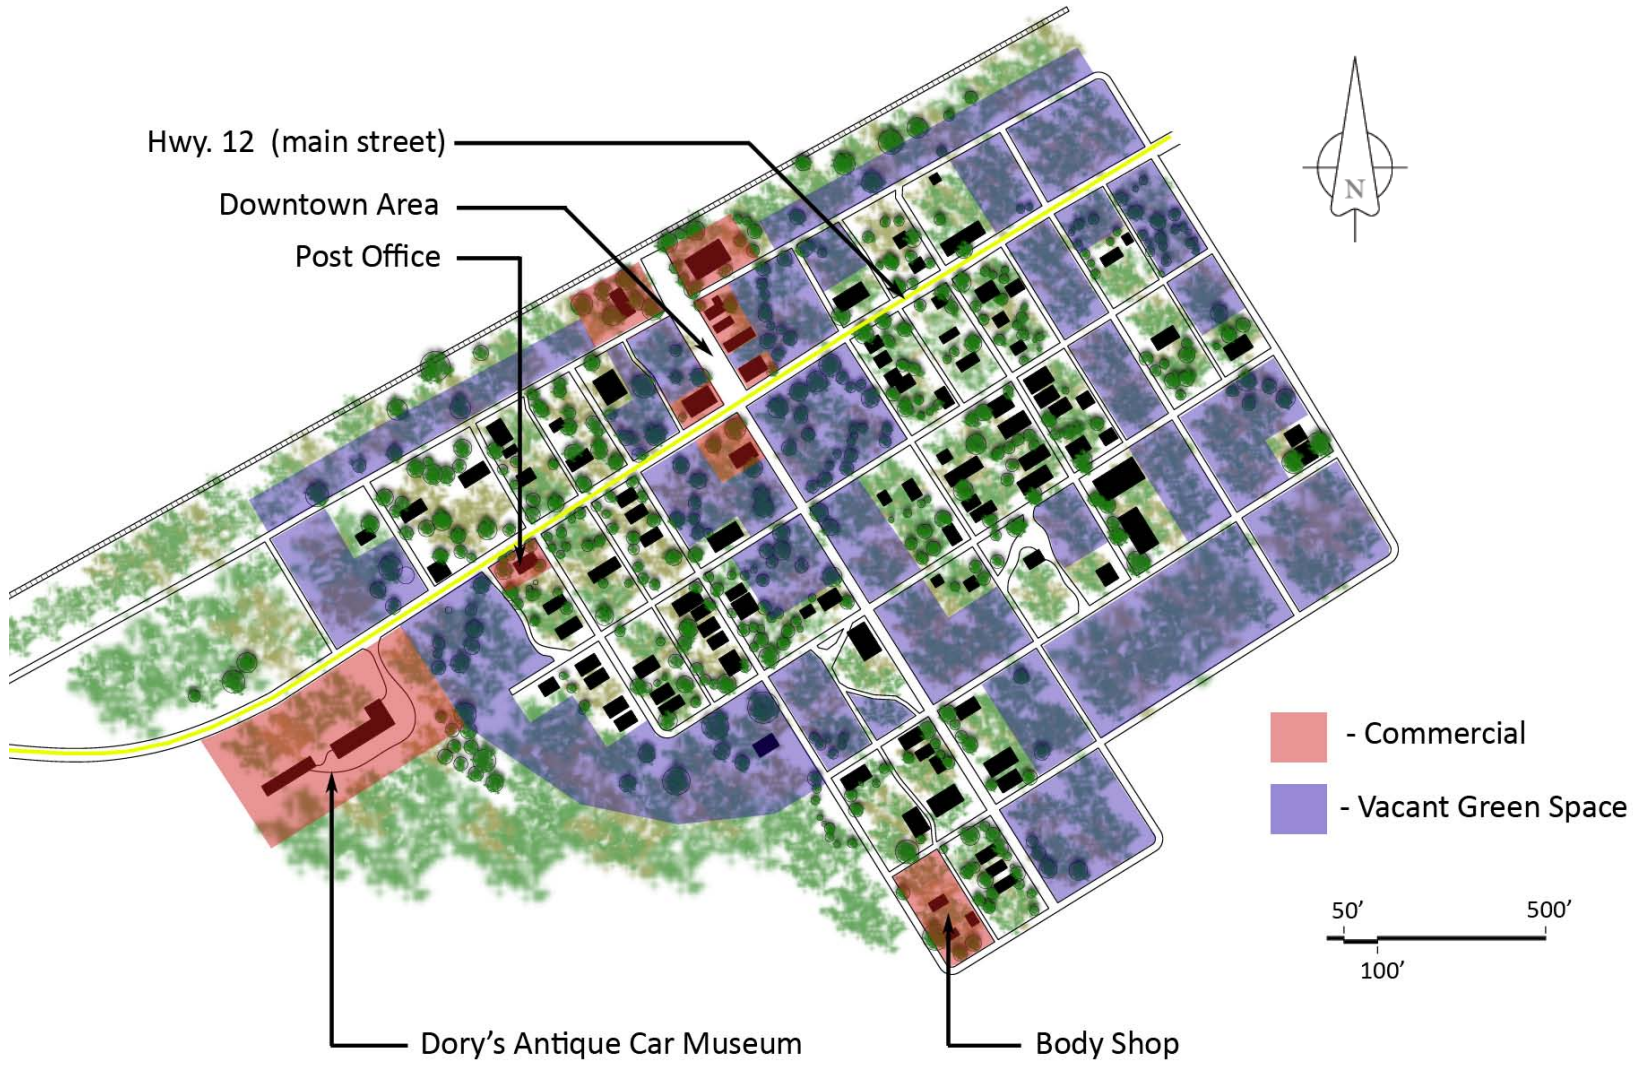 Hwy. 12 (main street)
Downtown Area
Post Office
N
- Commercial
- Vacant Green Space
50’ 500’
100’
Dory’s Antique Car Museum
Body Shop